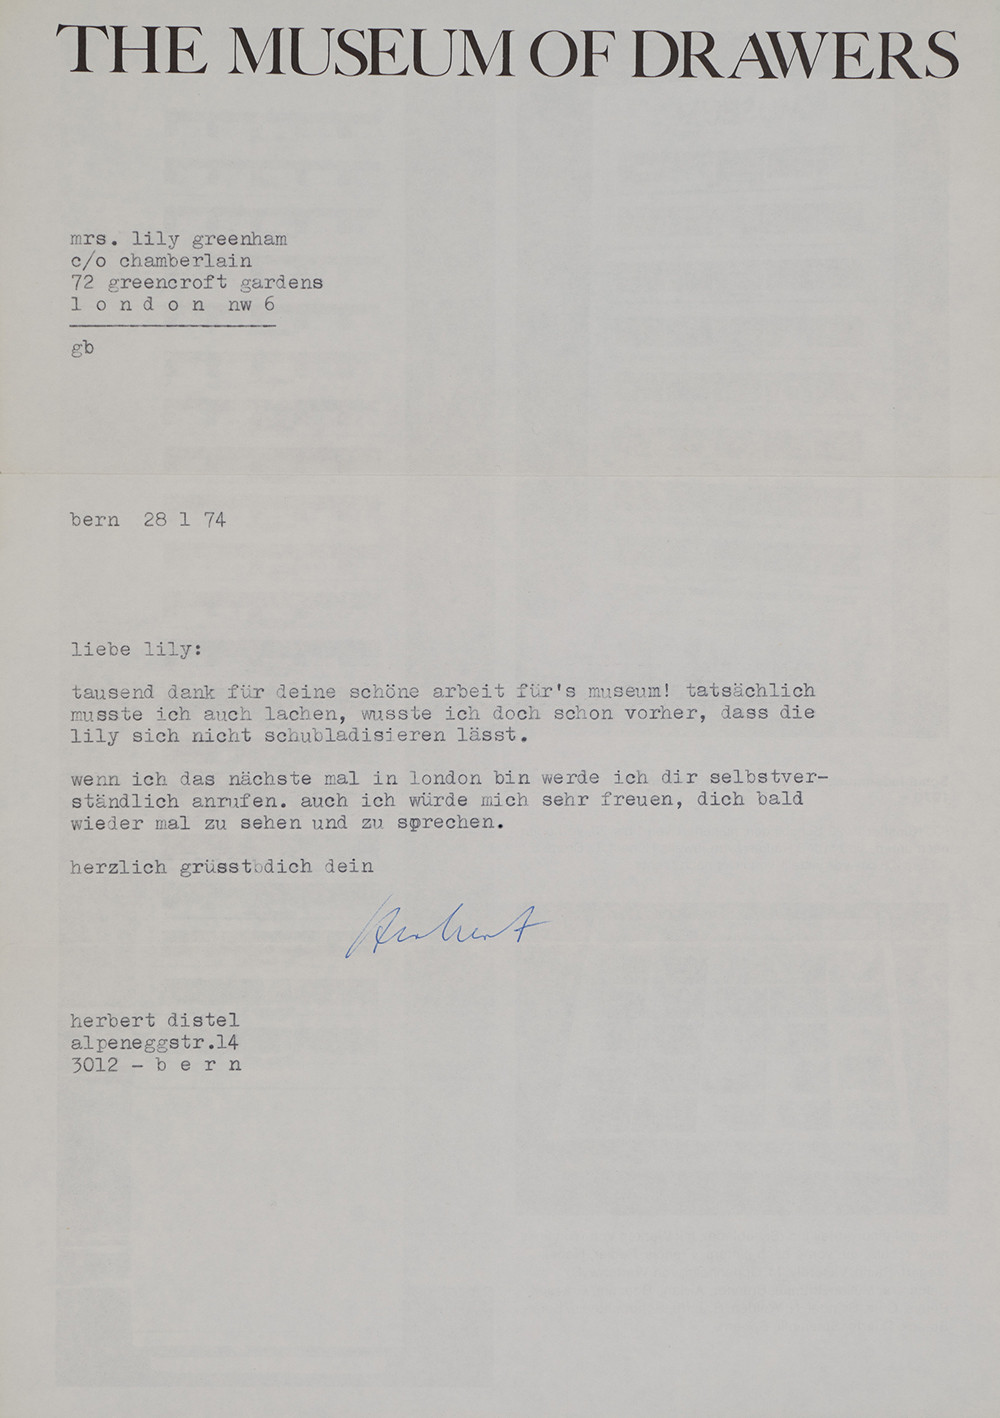 THE MUSEUM OF DRAWERS
mrs. lily greenham
c/o chamberlain
72 greencroft gardens
l o n d o n  nw 6
gb
bern  28 1 74
liebe lily:
tausend dank für deine schöne arbeit für's museum! tatsächlich
musste ich auch lachen, wusste ich doch schon vorher, dass die
lily sich nicht schubladisieren lässt.
wenn ich das nächste mal in london bin werde ich dir selbstver-
ständlich anrufen. auch ich würde mich sehr freuen, dich bald
wieder mal zu sehen und zu sprechen.
herzlich grüsst dich dein
Herbert
herbert distel
alpeneggstr.14
3012 - b e r n